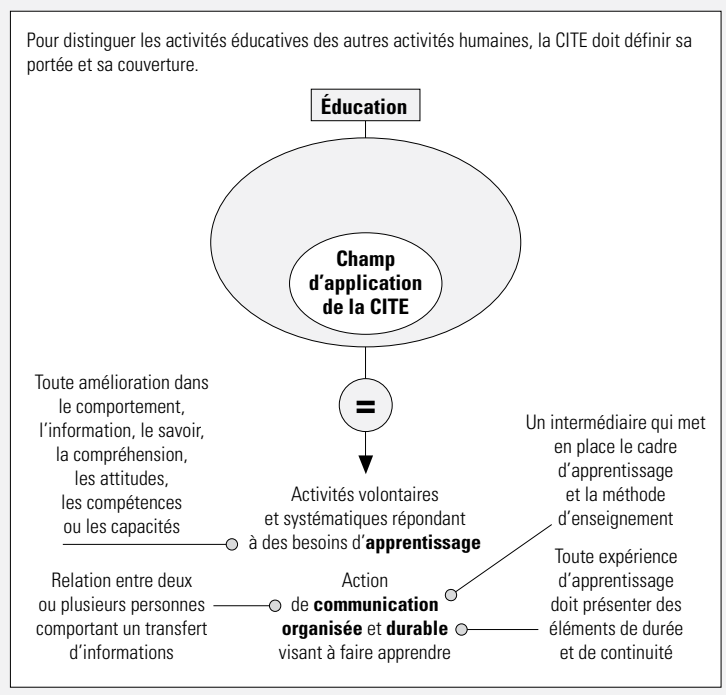 Pour distinguer les activités éducatives des autres activités humaines, la CITE doit définir sa
portée et sa couverture.
Éducation
Champ
d’application
de la CITE
=
Toute amélioration dans
le comportement,
l’information, le savoir,
la compréhension,
les attitudes,
les compétences
ou les capacités
Activités volontaires
et systématiques répondant
à des besoins d’apprentissage
Un intermédiaire qui met
en place le cadre
d’apprentissage
et la méthode
d’enseignement
Relation entre deux
ou plusieurs personnes
comportant un transfert
d’informations
Action
de communication
organisée et durable
visant à faire apprendre
Toute expérience
d’apprentissage
doit présenter des
éléments de durée
et de continuité